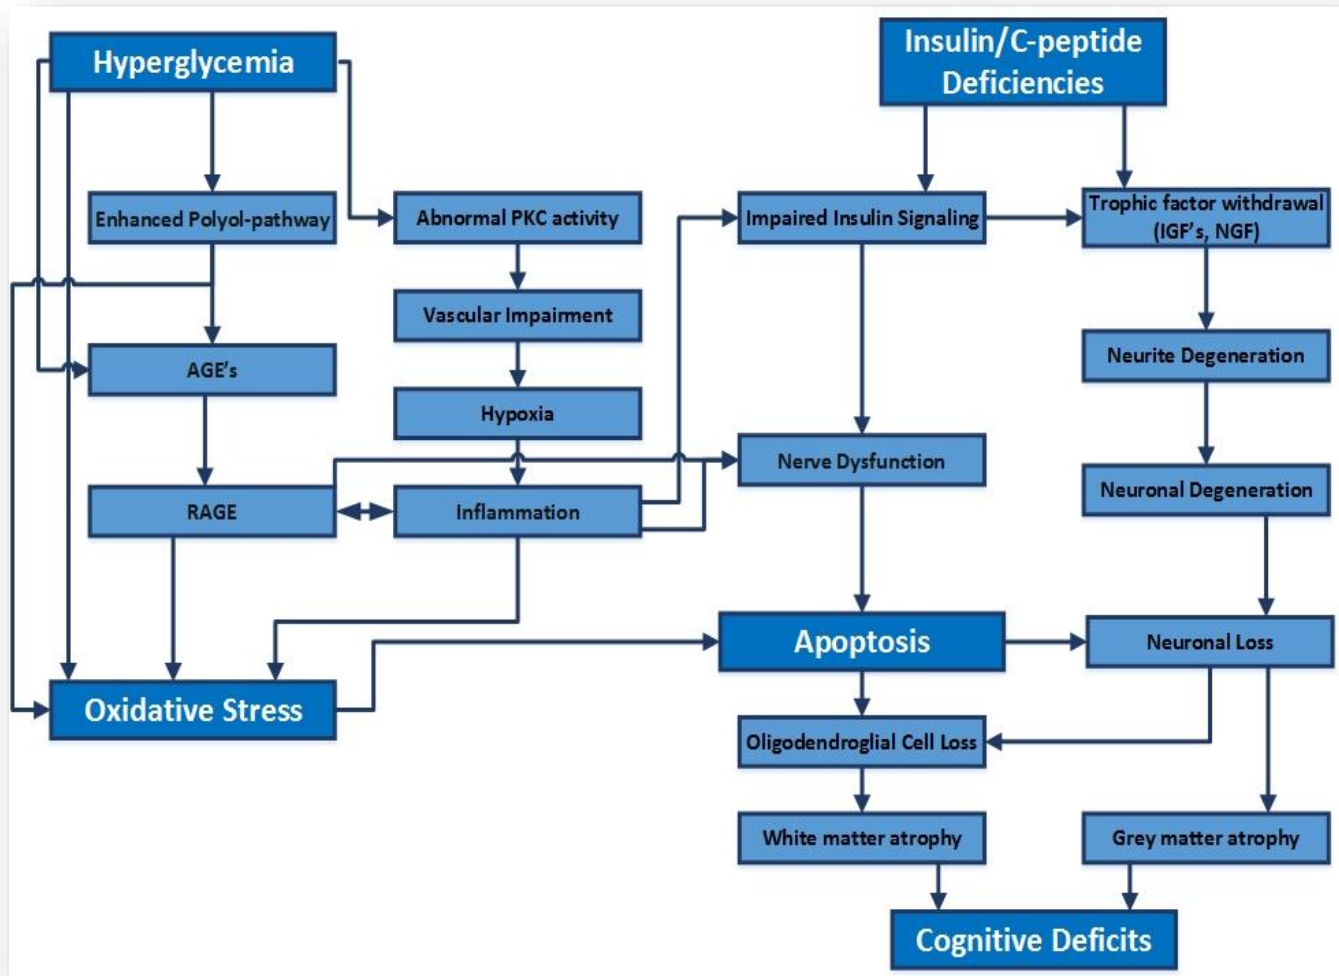 Hyperglycemia
Insulin/C-peptide
Deficiencies
Enhanced Polyol-pathway
Abnormal PKC activity
Impaired Insulin Signaling
Trophic factor withdrawal
(IGF's, NGF)
Vascular Impairment
Neurite Degeneration
AGE's
Hypoxia
Nerve Dysfunction
Neuronal Degeneration
RAGE
Inflammation
Apoptosis
Neuronal Loss
Oxidative Stress
Oligodendroglial Cell Loss
White matter atrophy
Grey matter atrophy
Cognitive Deficits